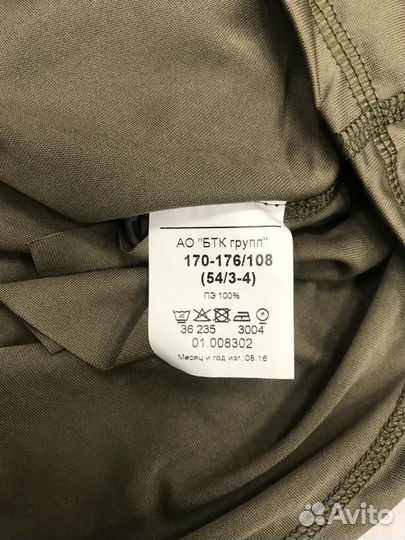 АО "БТК групп"
170-176/108
(54/3-4)
ПЭ 100%
36 235 3004
01.008302
Месяц и год изг.:08.16
Avito